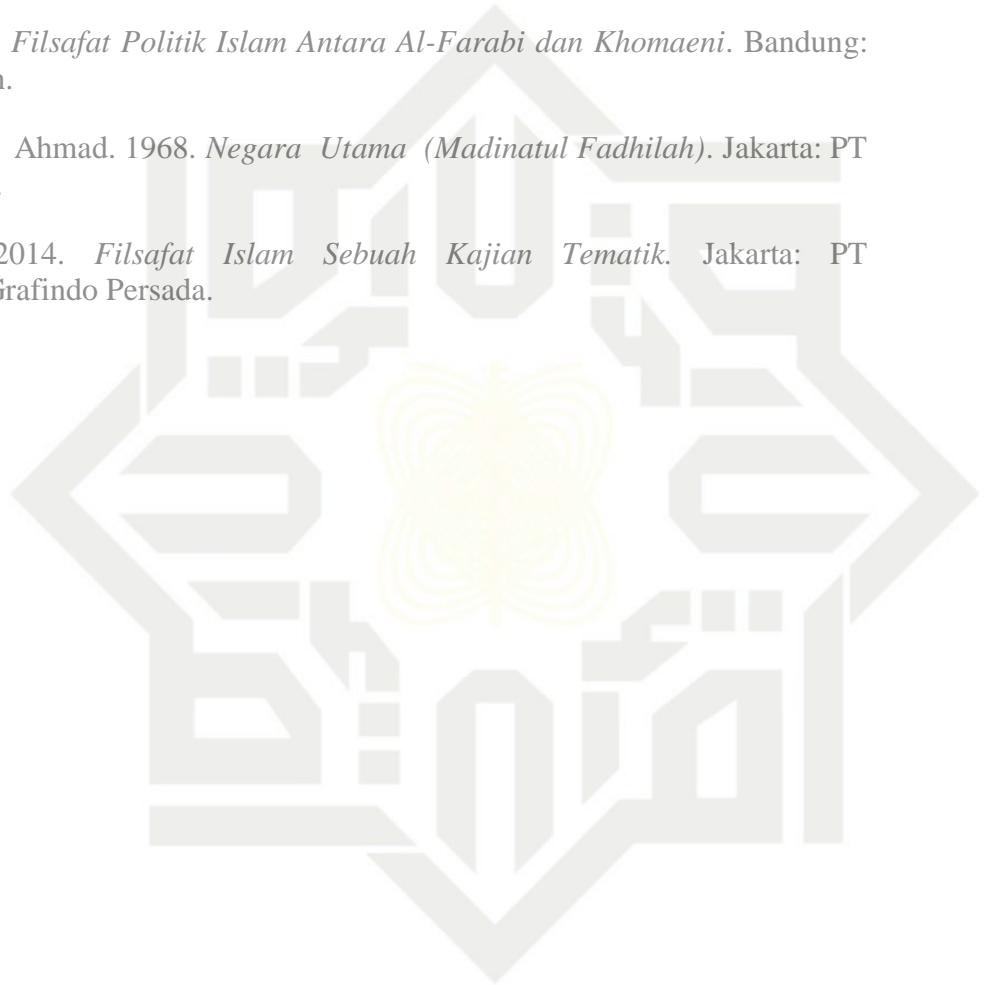 Filsafat Politik Islam Antara Al-Farabi dan Khomaeni. Bandung:
n.
Ahmad. 1968. Negara Utama (Madinatul Fadhilah). Jakarta: PT
.
2014. Filsafat Islam Sebuah Kajian Tematik. Jakarta: PT
Grafindo Persada.